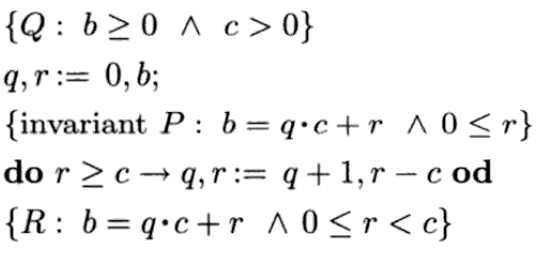 {Q : b ≥ 0 ∧ c > 0}
q, r := 0, b;
{invariant P : b = q·c + r ∧ 0 ≤ r}
do r ≥ c → q, r := q + 1, r − c od
{R : b = q·c + r ∧ 0 ≤ r < c}